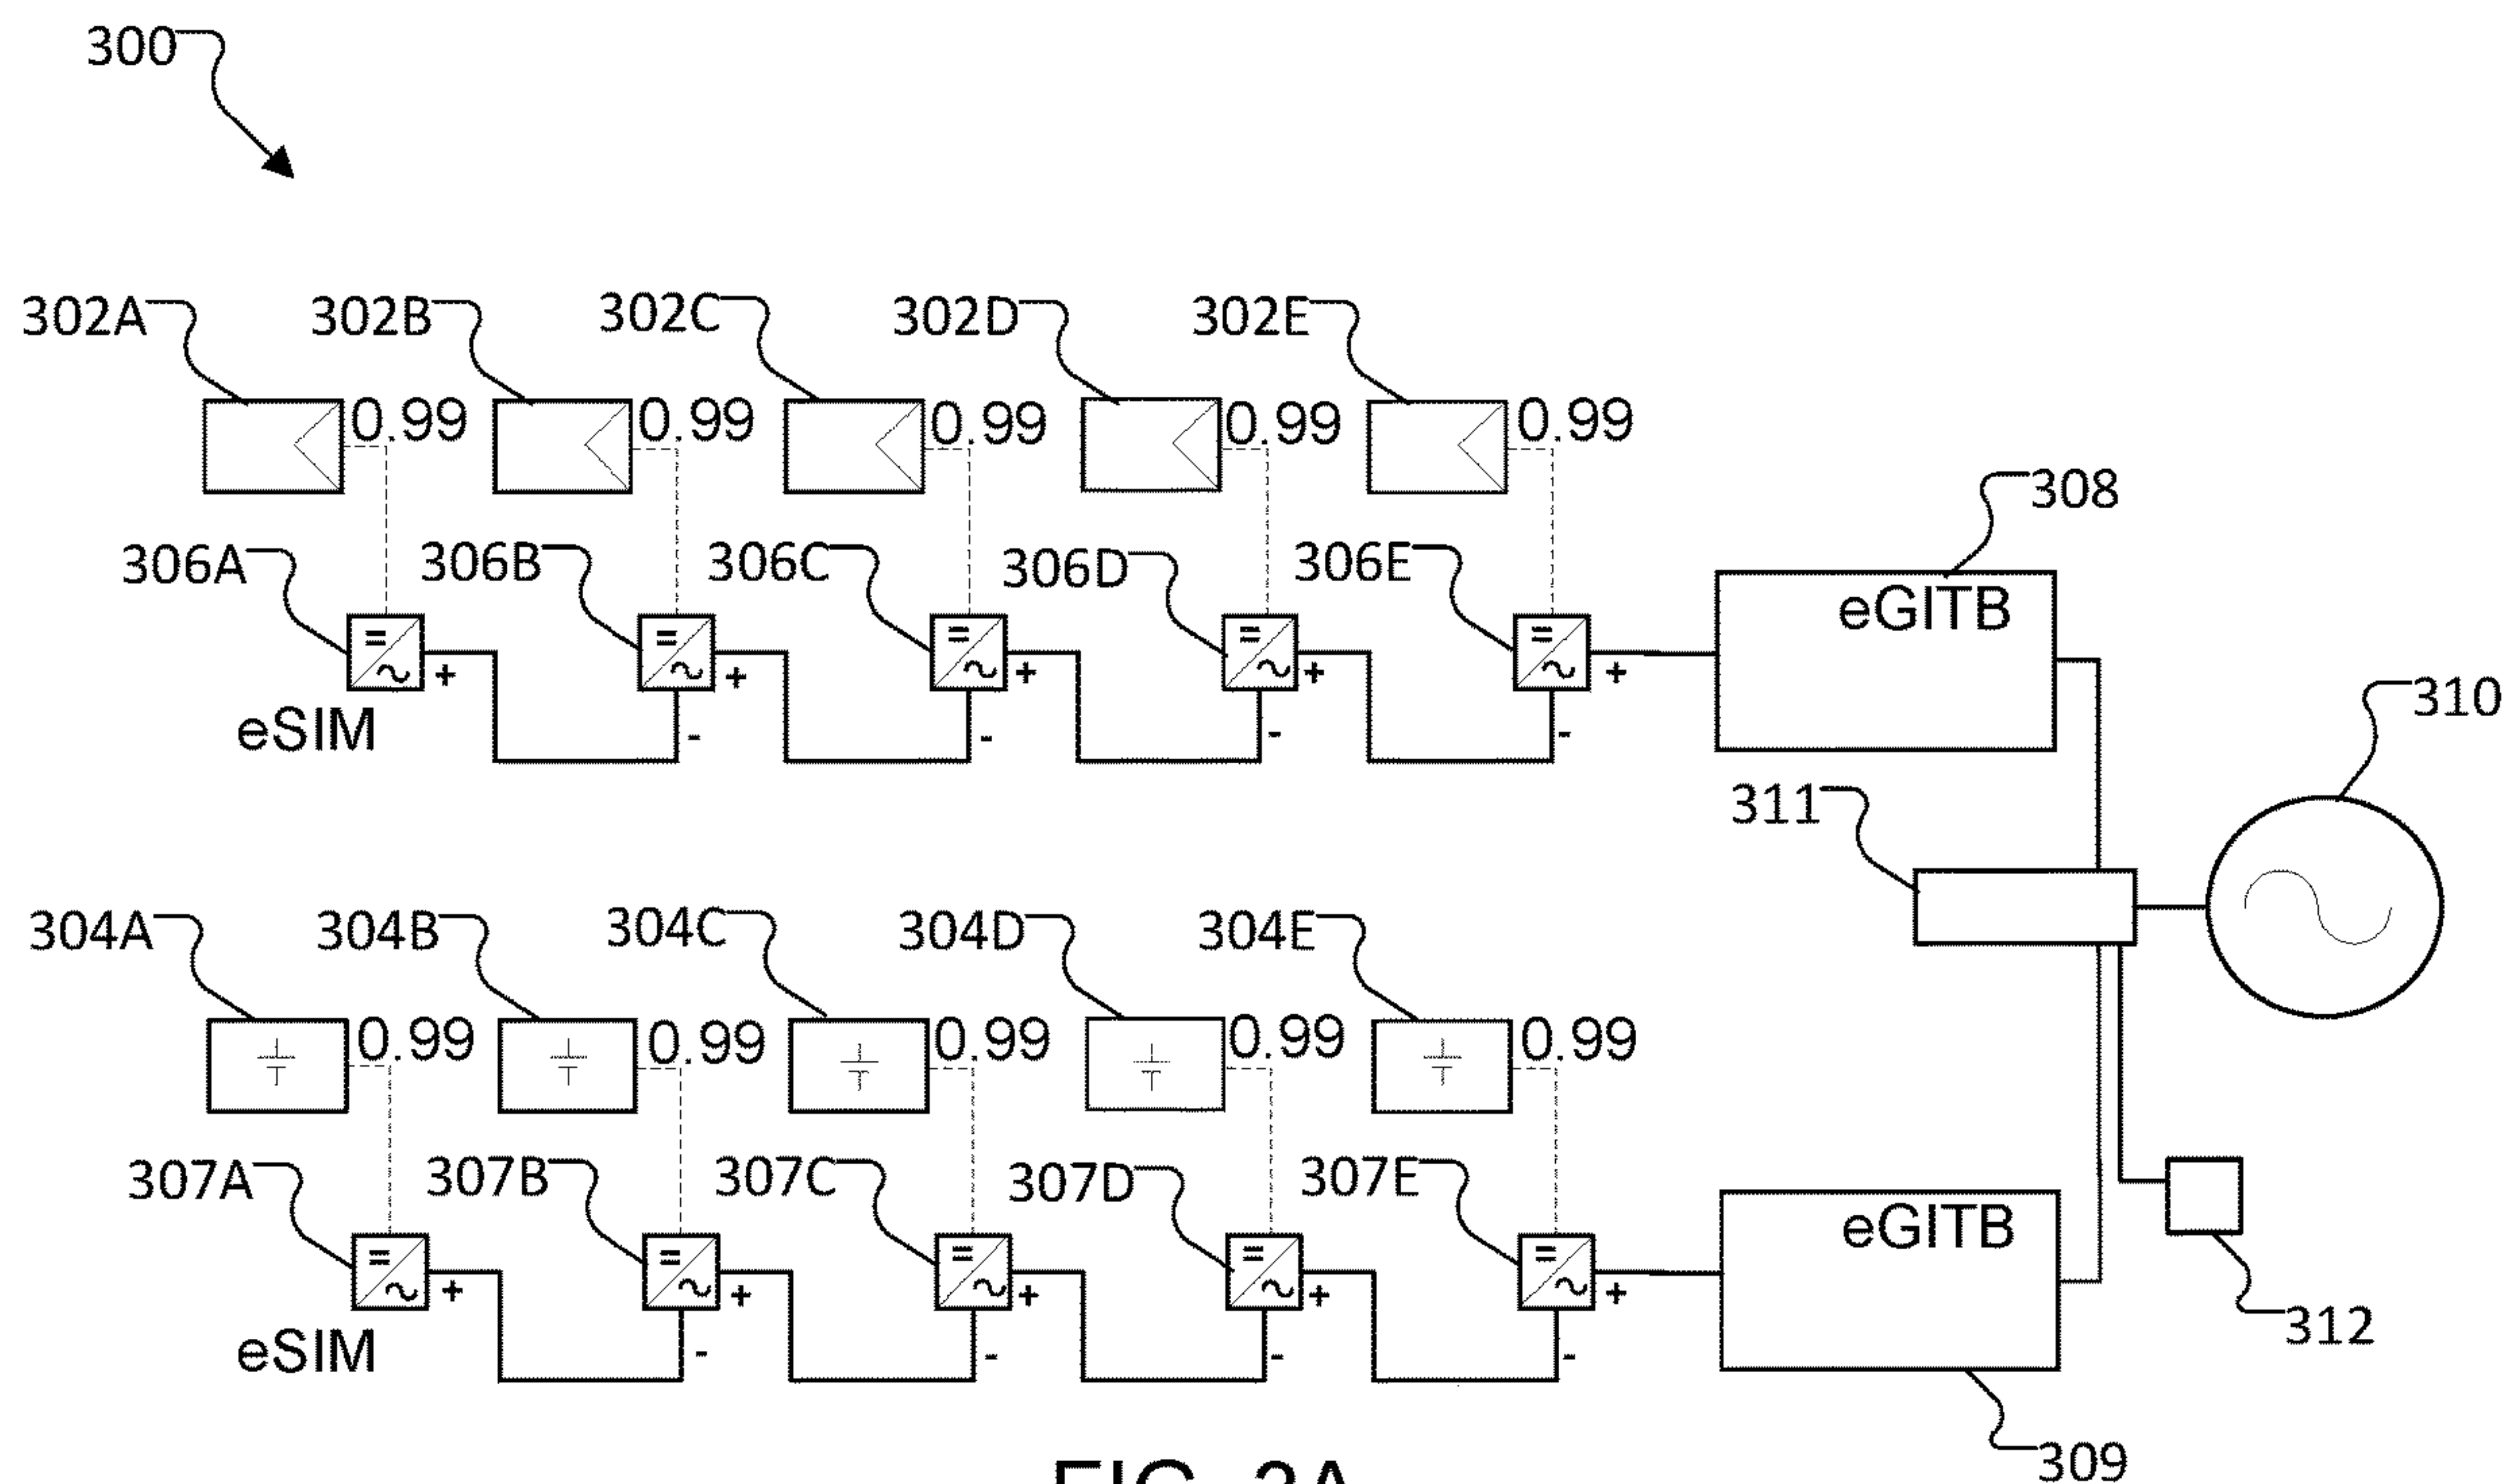 300
302A 302B 302C 302D 302E
0.99 0.99 0.99 0.99 0.99
308
306A 306B 306C 306D 306E
eGITB
= = = = =
~ ~ ~ ~ ~
+ + + + +
310
eSIM
- - - -
311
304A 304B 304C 304D 304E
0.99 0.99 0.99 0.99 0.99
307A 307B 307C 307D 307E
eGITB
= = = = =
~ ~ ~ ~ ~
+ + + + +
312
eSIM
- - - -
309